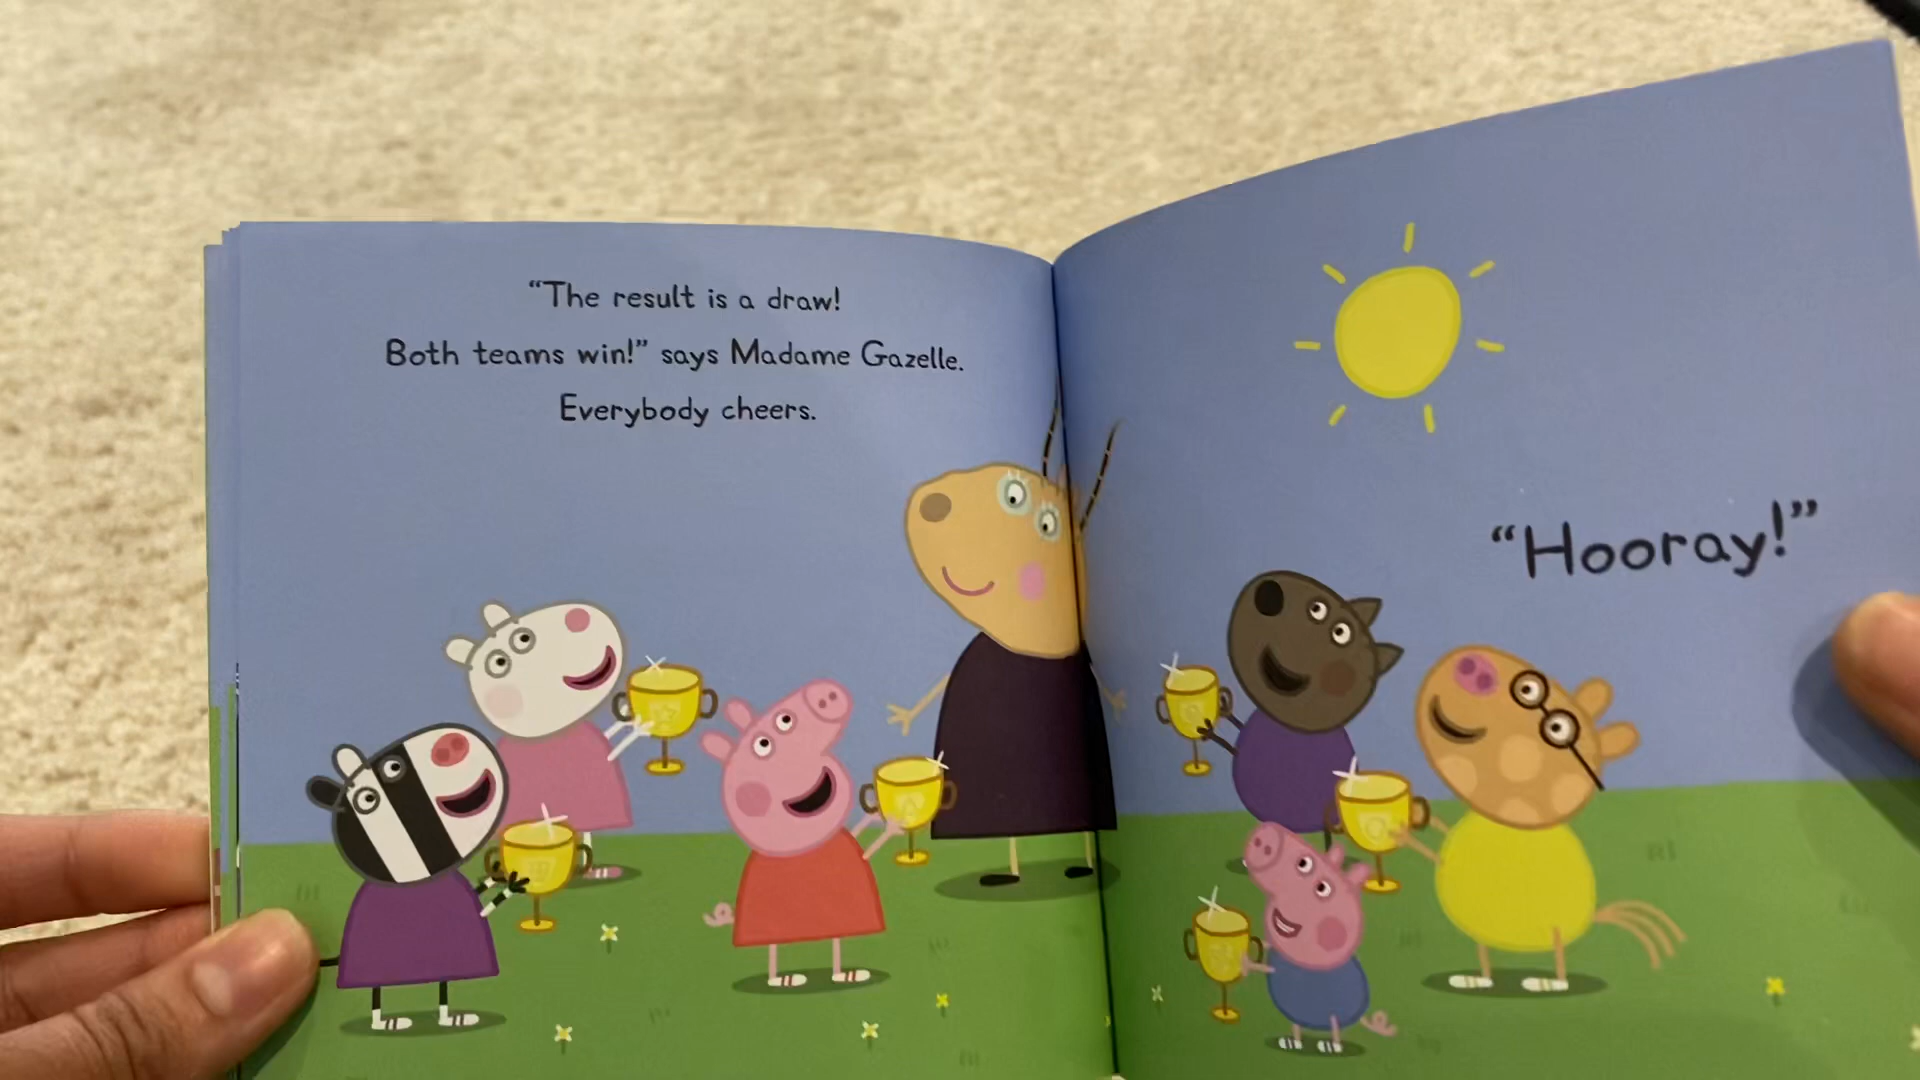 “The result is a draw!
Both teams win!” says Madame Gazelle.
Everybody cheers.
“Hooray!”